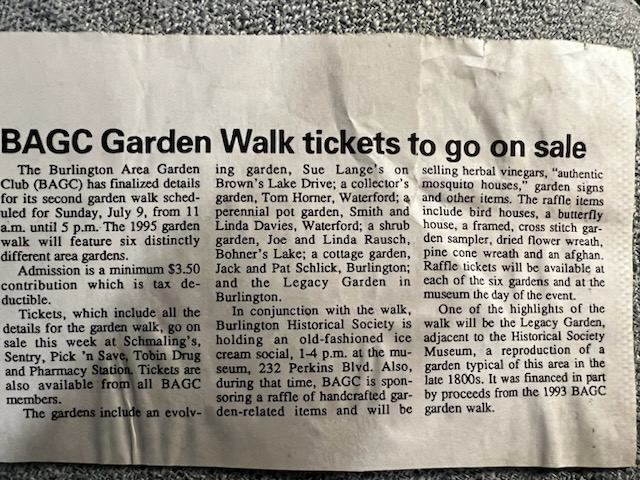 BAGC Garden Walk tickets to go on sale
The Burlington Area Garden
Club (BAGC) has finalized details
for its second garden walk sched-
uled for Sunday, July 9, from 11
a.m. until 5 p.m. The 1995 garden
walk will feature six distinctly
different area gardens.
Admission is a minimum $3.50
contribution which is tax de-
ductible.
Tickets, which include all the
details for the garden walk, go on
sale this week at Schmaling's,
Sentry, Pick 'n Save, Tobin Drug
and Pharmacy Station. Tickets are
also available from all BAGC
members.
The gardens include an evolv-
ing garden, Sue Lange's on
Brown's Lake Drive; a collector's
garden, Tom Horner, Waterford; a
perennial pot garden, Smith and
Linda Davies, Waterford; a shrub
garden, Joe and Linda Rausch,
Bohner's Lake; a cottage garden,
Jack and Pat Schlick, Burlington;
and the Legacy Garden in
Burlington.
In conjunction with the walk,
Burlington Historical Society is
holding an old-fashioned ice
cream social, 1-4 p.m. at the mu-
seum, 232 Perkins Blvd. Also,
during that time, BAGC is spon-
soring a raffle of handcrafted gar-
den-related items and will be
selling herbal vinegars, "authentic
mosquito houses," garden signs
and other items. The raffle items
include bird houses, a butterfly
house, a framed, cross stitch gar-
den sampler, dried flower wreath,
pine cone wreath and an afghan.
Raffle tickets will be available at
each of the six gardens and at the
museum the day of the event.
One of the highlights of the
walk will be the Legacy Garden,
adjacent to the Historical Society
Museum, a reproduction of a
garden typical of this area in the
late 1800s. It was financed in part
by proceeds from the 1993 BAGC
garden walk.